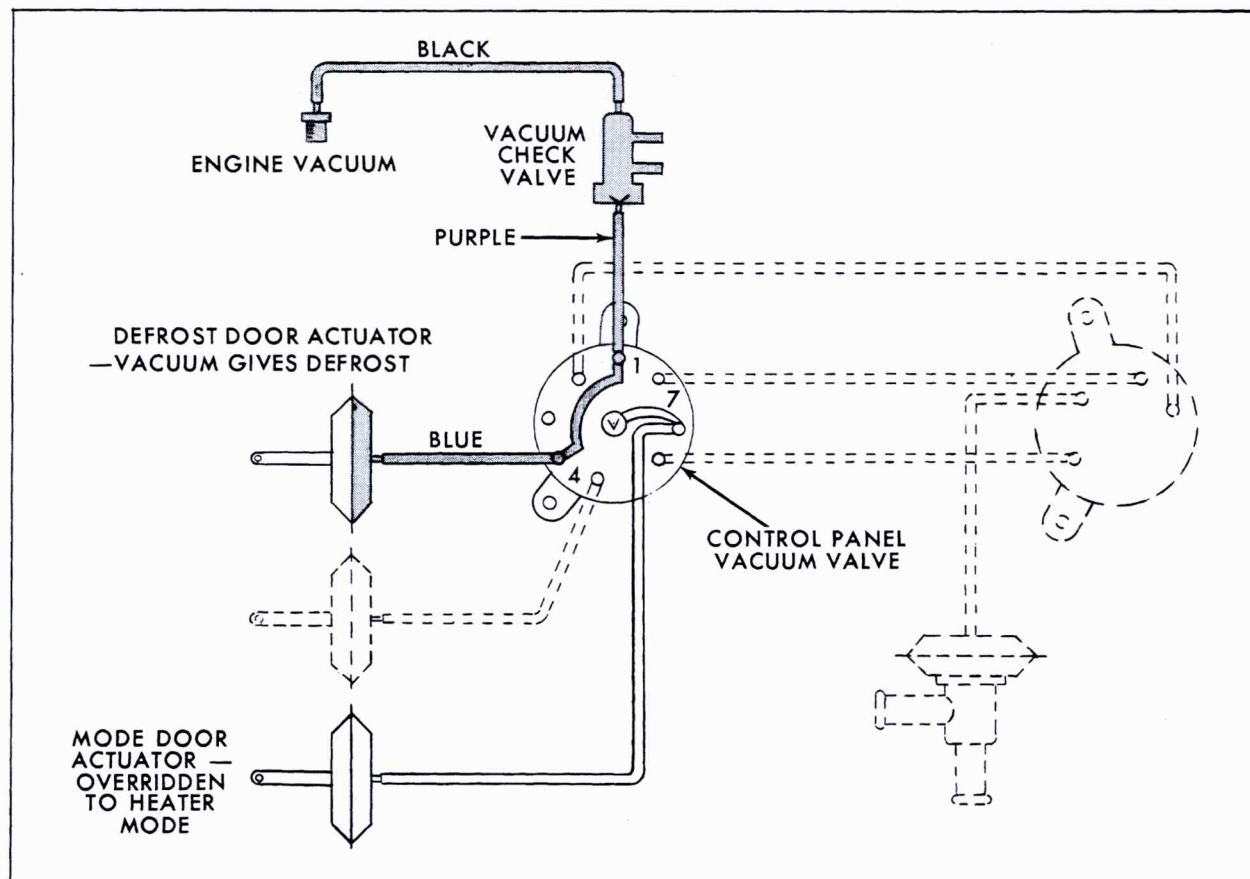 BLACK
ENGINE VACUUM
VACUUM
CHECK
VALVE
PURPLE
DEFROST DOOR ACTUATOR
—VACUUM GIVES DEFROST
1
7
BLUE
4
V
CONTROL PANEL
VACUUM VALVE
MODE DOOR
ACTUATOR —
OVERRIDDEN
TO HEATER
MODE